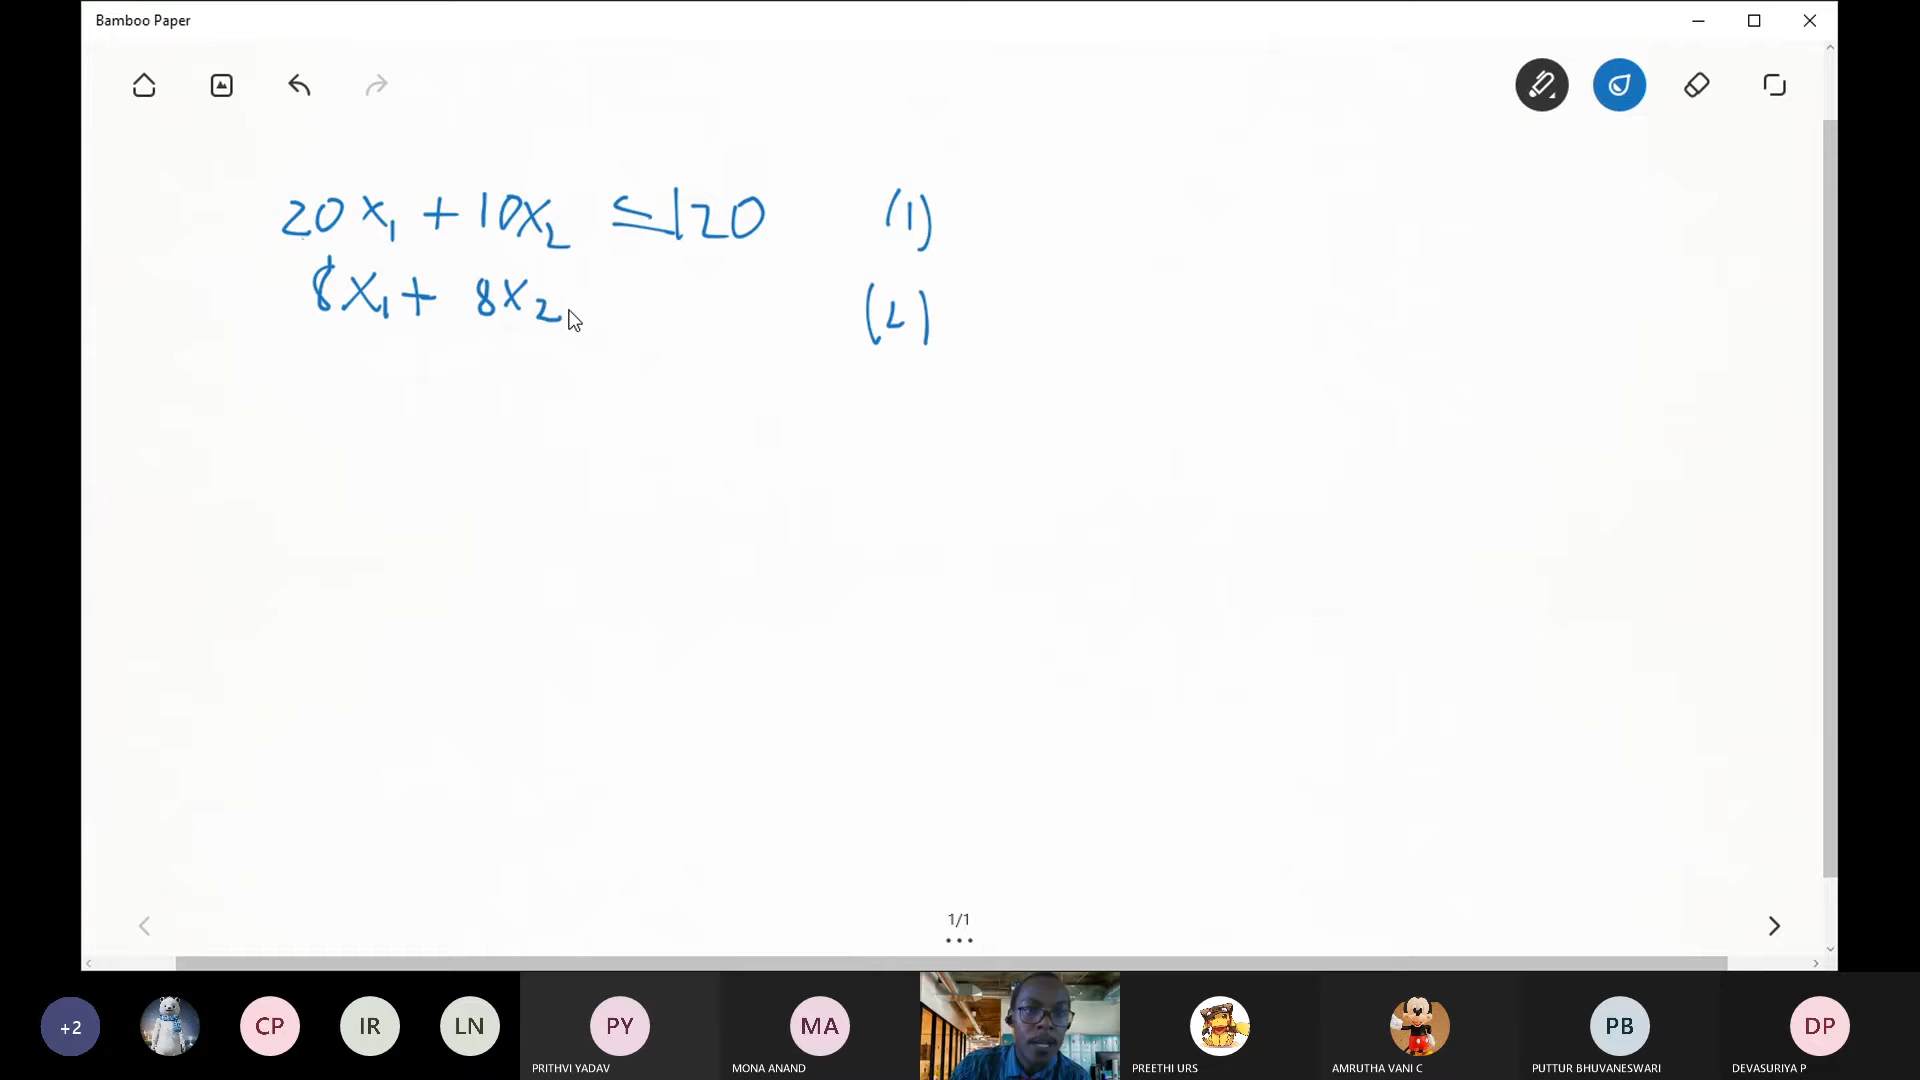 Bamboo Paper
20x₁ + 10x₂ ≤ 120 (1)
8x₁ + 8x₂ (2)
1/1
+2
CP
IR
LN
PY
MA
PB
DP
PRITHVI YADAV
MONA ANAND
PREETHI URS
AMRUTHA VANI C
PUTTUR BHUVANESWARI
DEVASURIYA P